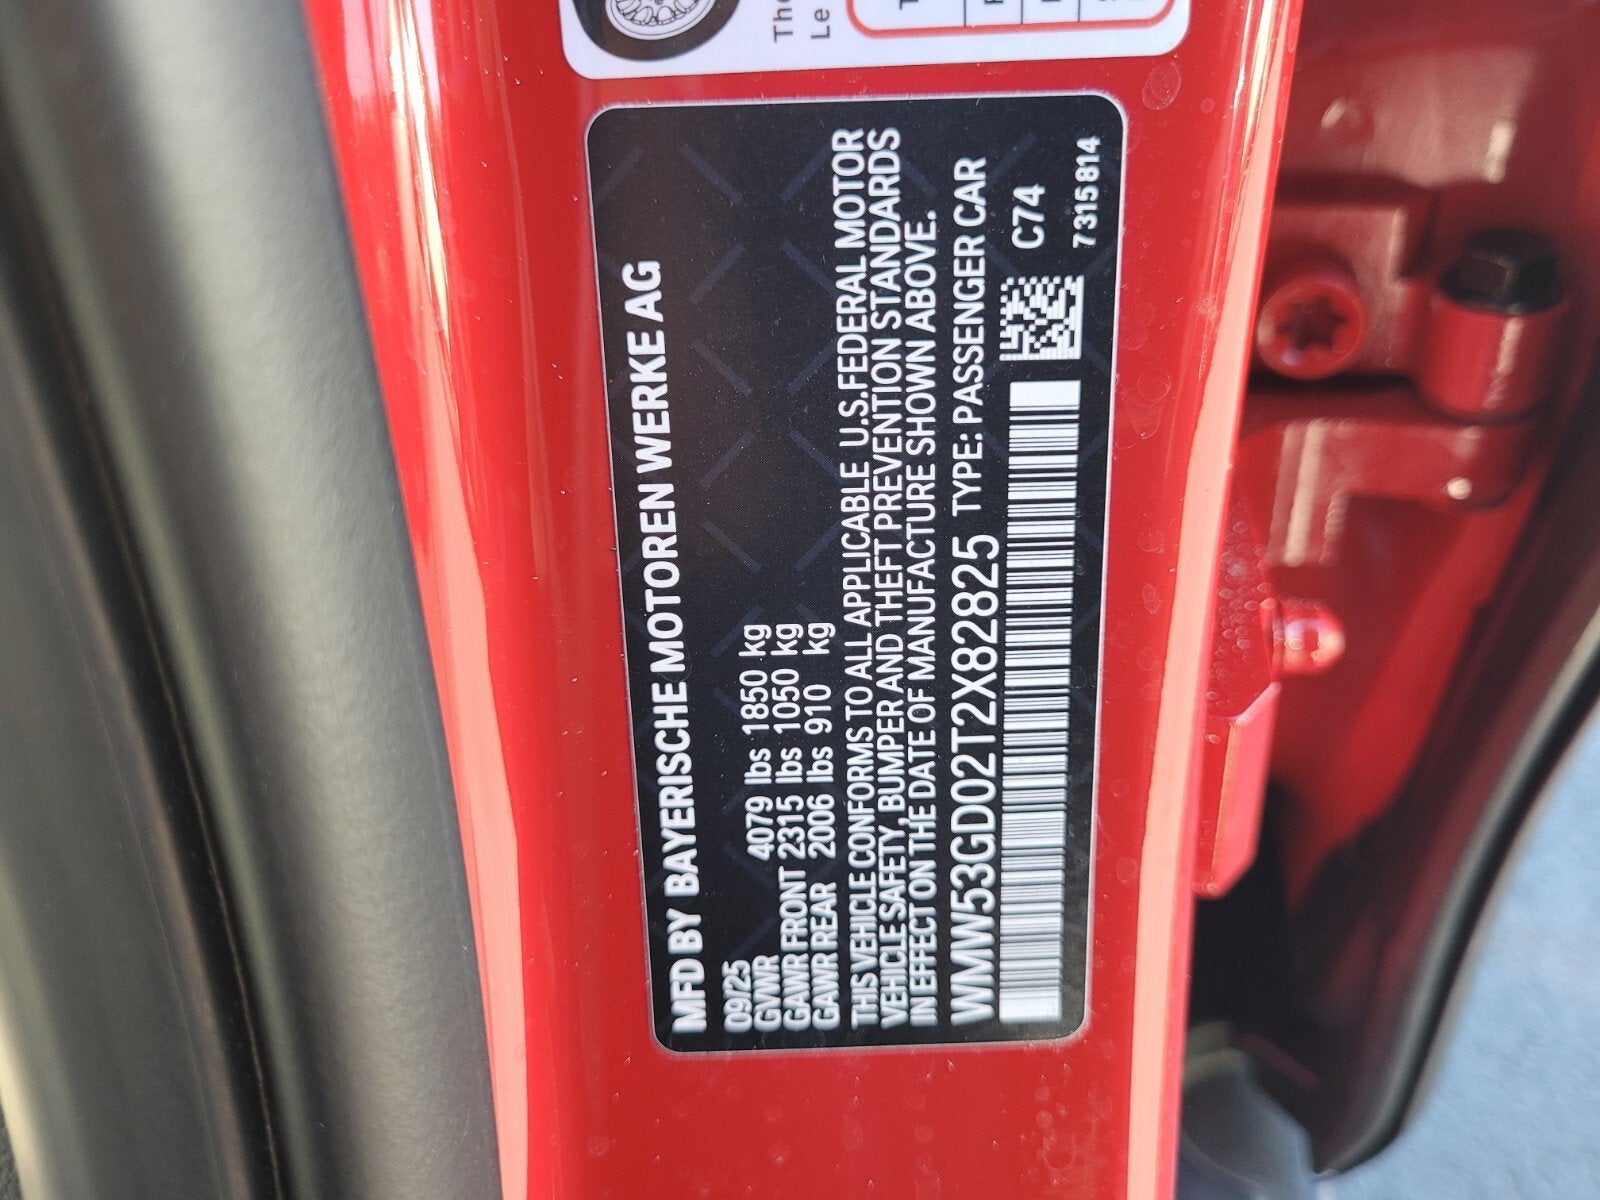 MFD BY BAYERISCHE MOTOREN WERKE AG
09/25
GVWR 4079 lbs 1850 kg
GAWR FRONT 2315 lbs 1050 kg
GAWR REAR 2006 lbs 910 kg
THIS VEHICLE CONFORMS TO ALL APPLICABLE U.S.FEDERAL MOTOR
VEHICLE SAFETY, BUMPER AND THEFT PREVENTION STANDARDS
IN EFFECT ON THE DATE OF MANUFACTURE SHOWN ABOVE.
WMW53GD02T2X82825 TYPE: PASSENGER CAR
C74
7315814